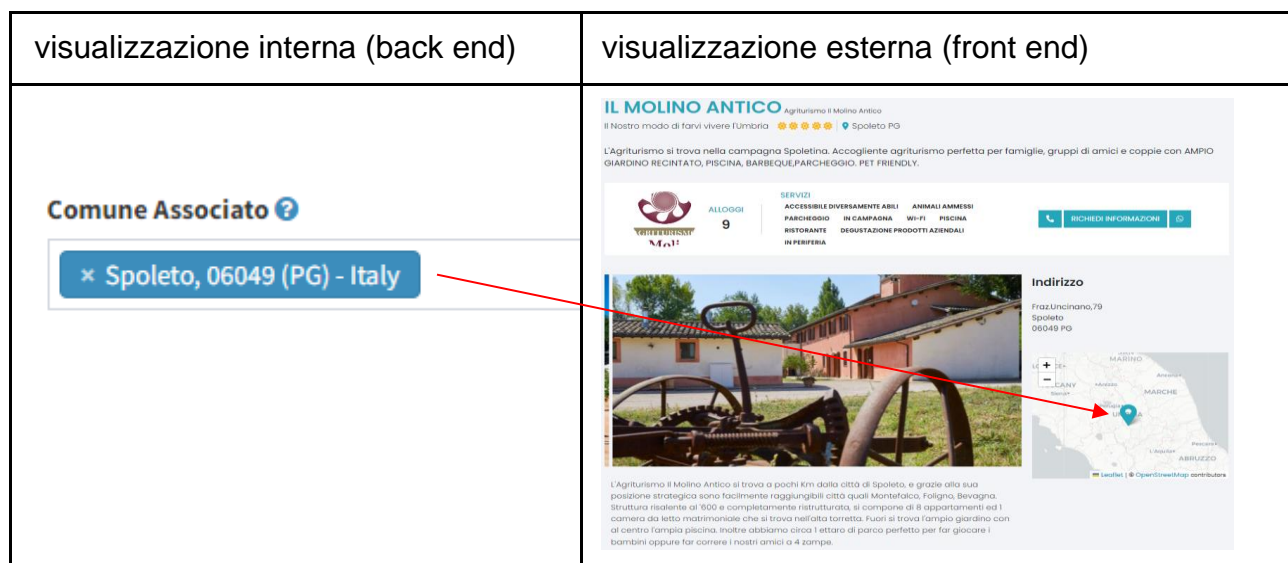 visualizzazione interna (back end)
visualizzazione esterna (front end)
Comune Associato ?
× Spoleto, 06049 (PG) - Italy
IL MOLINO ANTICO Agriturismo Il Molino Antico
Il Nostro modo di farvi vivere l'Umbria Spoleto PG
L'Agriturismo si trova nella campagna Spoletina. Accogliente agriturismo perfetta per famiglie, gruppi di amici e coppie con AMPIO
GIARDINO RECINTATO, PISCINA, BARBEQUE,PARCHEGGIO. PET FRIENDLY.
ALLOGGI
9
SERVIZI
ACCESSIBILE DIVERSAMENTE ABILI ANIMALI AMMESSI
PARCHEGGIO IN CAMPAGNA WI-FI PISCINA
RISTORANTE DEGUSTAZIONE PRODOTTI AZIENDALI
IN PERIFERIA
RICHIEDI INFORMAZIONI
Indirizzo
Fraz.Uncinano,79
Spoleto
06049 PG
+
−
MARINO
MARCHE
ABRUZZO
Leaflet | © OpenStreetMap contributors
L'Agriturismo Il Molino Antico si trova a pochi Km dalla città di Spoleto, e grazie alla sua
posizione strategica sono facilmente raggiungibili città quali Montefalco, Foligno, Bevagna.
Struttura risalente al '600 e completamente ristrutturata, si compone di 8 appartamenti ed 1
camera da letto matrimoniale che si trova nell'alta torretta. Fuori si trova l'ampio giardino con
al centro l'ampia piscina. Inoltre abbiamo circa 1 ettaro di parco perfetto per far giocare i
bambini oppure far correre i nostri amici a 4 zampe.